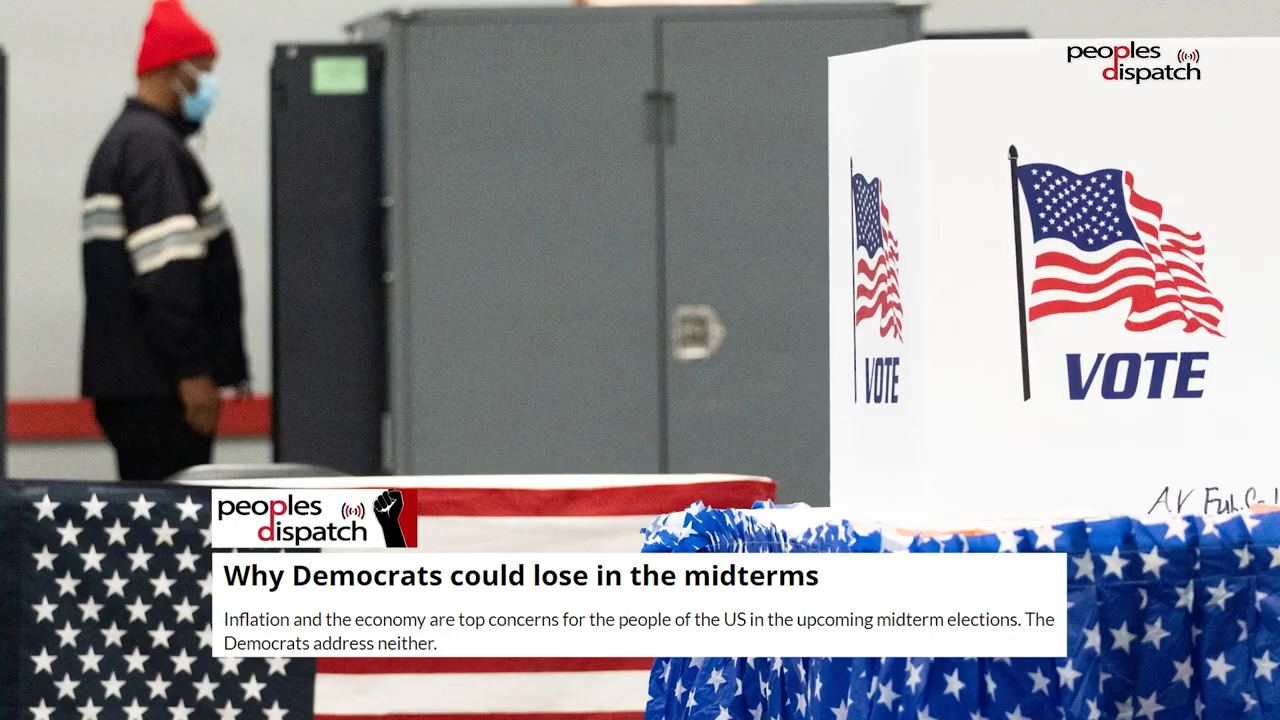 peoples
dispatch
VOTE
VOTE
peoples
dispatch
Why Democrats could lose in the midterms
Inflation and the economy are top concerns for the people of the US in the upcoming midterm elections. The
Democrats address neither.